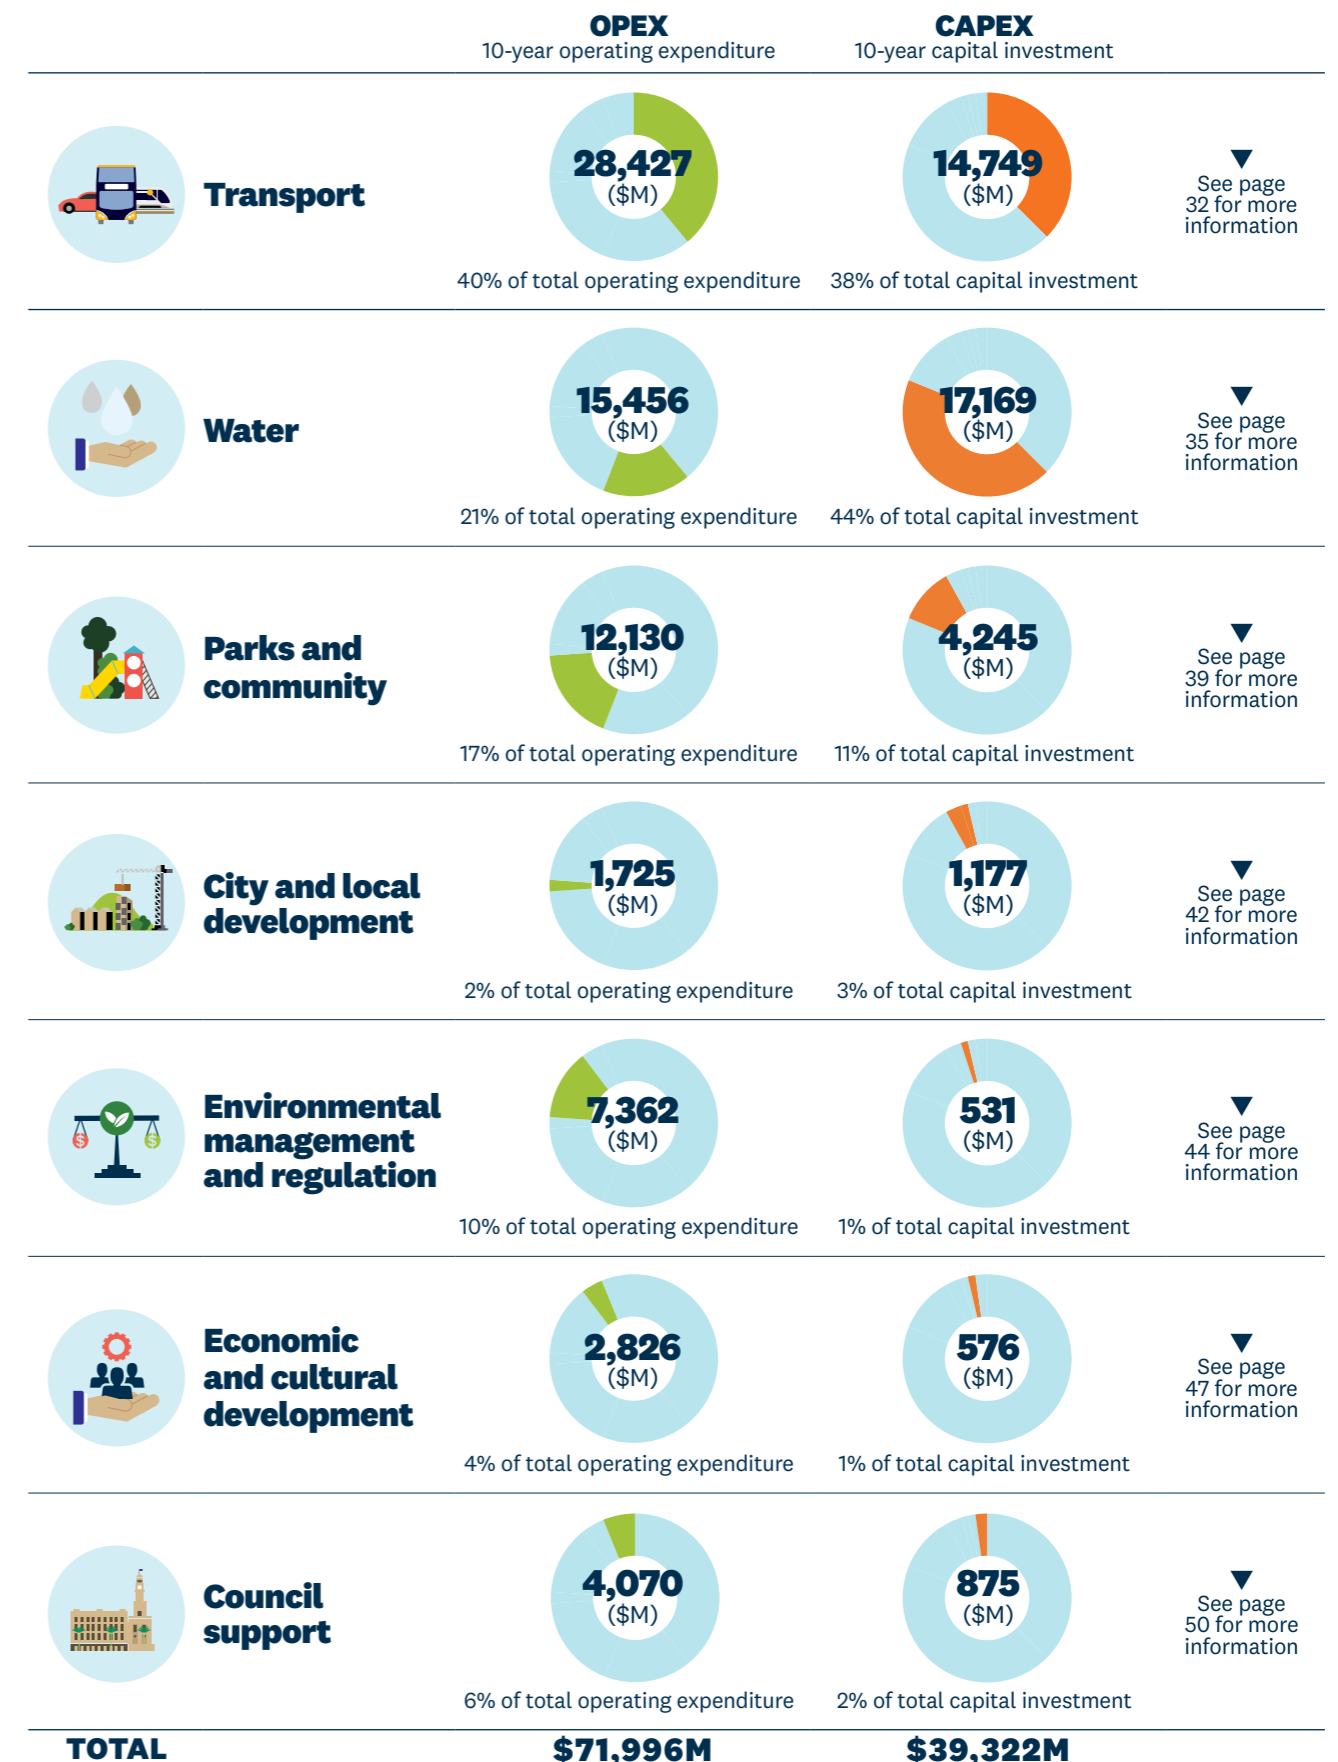 OPEX
10-year operating expenditure
CAPEX
10-year capital investment
Transport
28,427
($M)
40% of total operating expenditure
14,749
($M)
38% of total capital investment
See page
32 for more
information
Water
15,456
($M)
21% of total operating expenditure
17,169
($M)
44% of total capital investment
See page
35 for more
information
Parks and
community
12,130
($M)
17% of total operating expenditure
4,245
($M)
11% of total capital investment
See page
39 for more
information
City and local
development
1,725
($M)
2% of total operating expenditure
1,177
($M)
3% of total capital investment
See page
42 for more
information
$
$
Environmental
management
and regulation
7,362
($M)
10% of total operating expenditure
531
($M)
1% of total capital investment
See page
44 for more
information
Economic
and cultural
development
2,826
($M)
4% of total operating expenditure
576
($M)
1% of total capital investment
See page
47 for more
information
Council
support
4,070
($M)
6% of total operating expenditure
875
($M)
2% of total capital investment
See page
50 for more
information
TOTAL
$71,996M
$39,322M